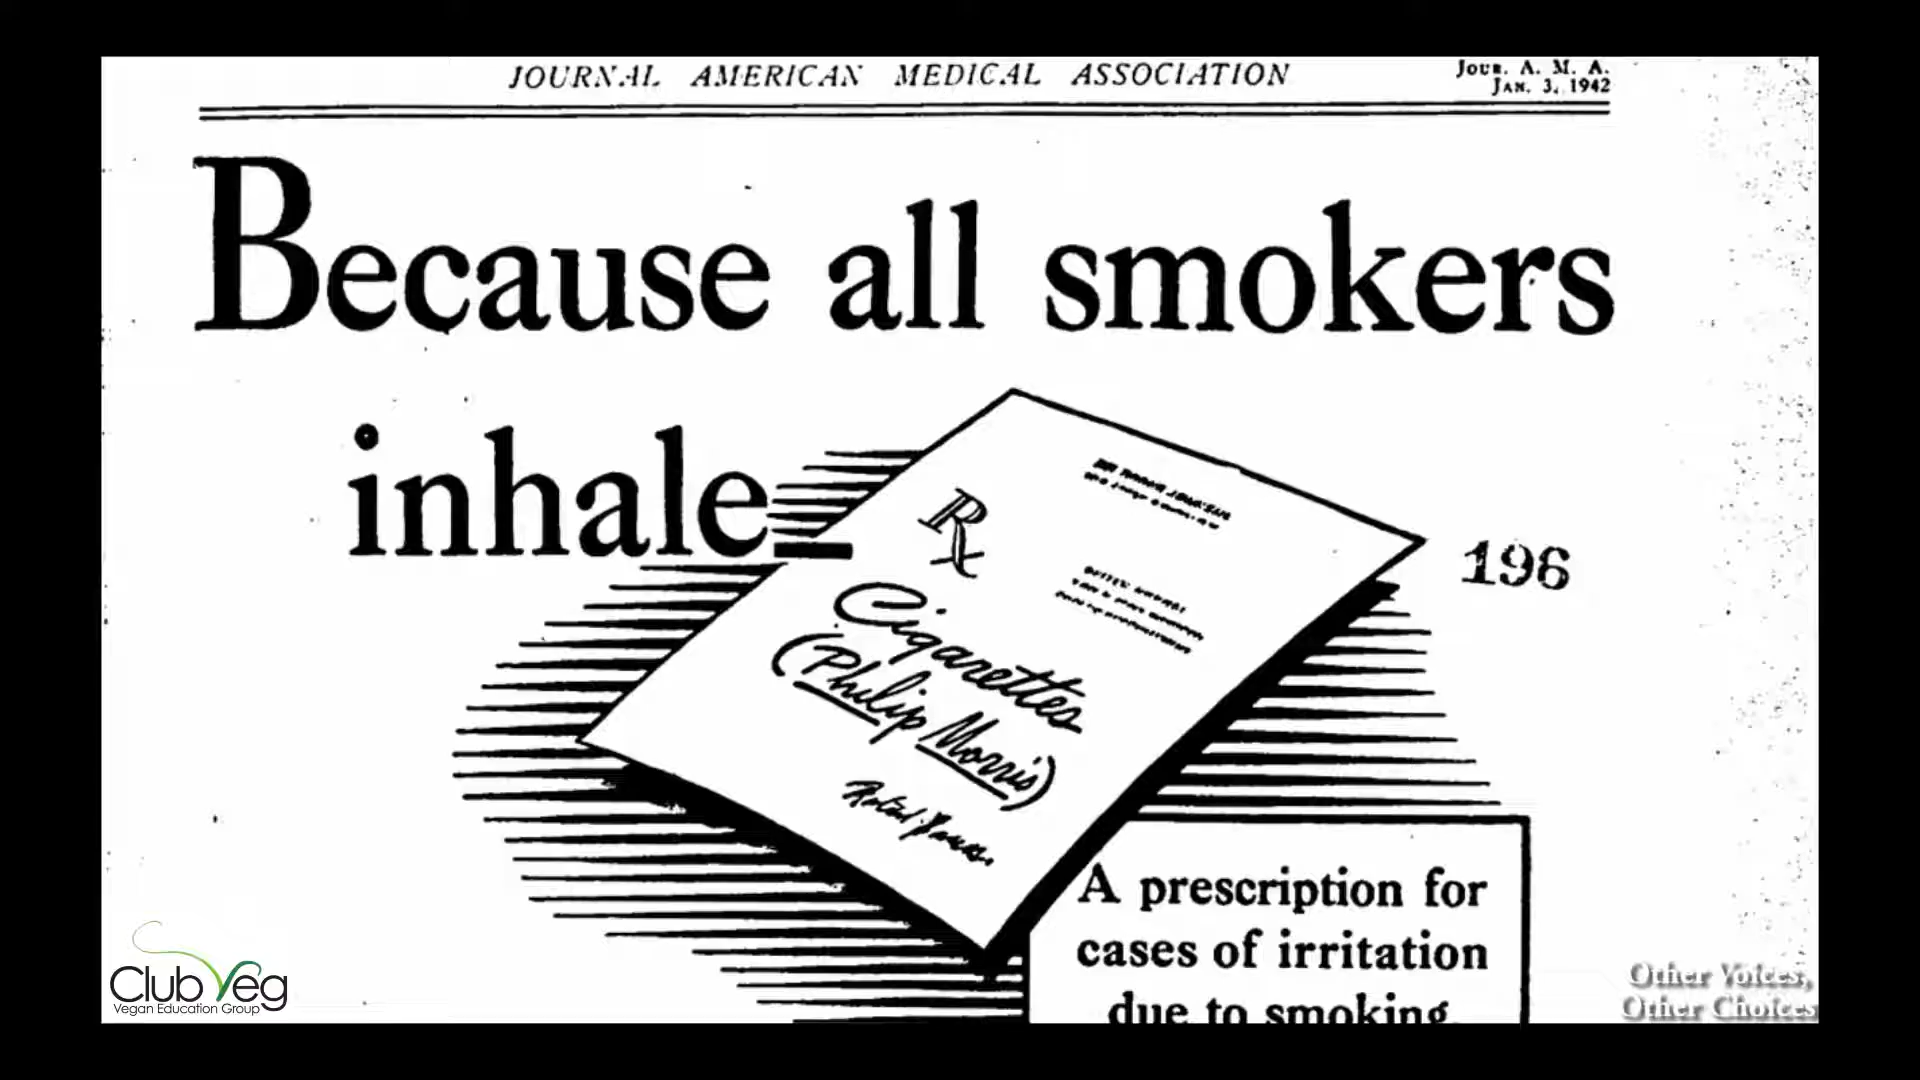 JOURNAL AMERICAN MEDICAL ASSOCIATION
JOUR. A. M. A.
JAN. 3, 1942
Because all smokers
inhale—
Rx
Cigarettes
(Philip Morris)
196
A prescription for
cases of irritation
due to smoking.
Club Veg
Vegan Education Group
Other Voices,
Other Choices